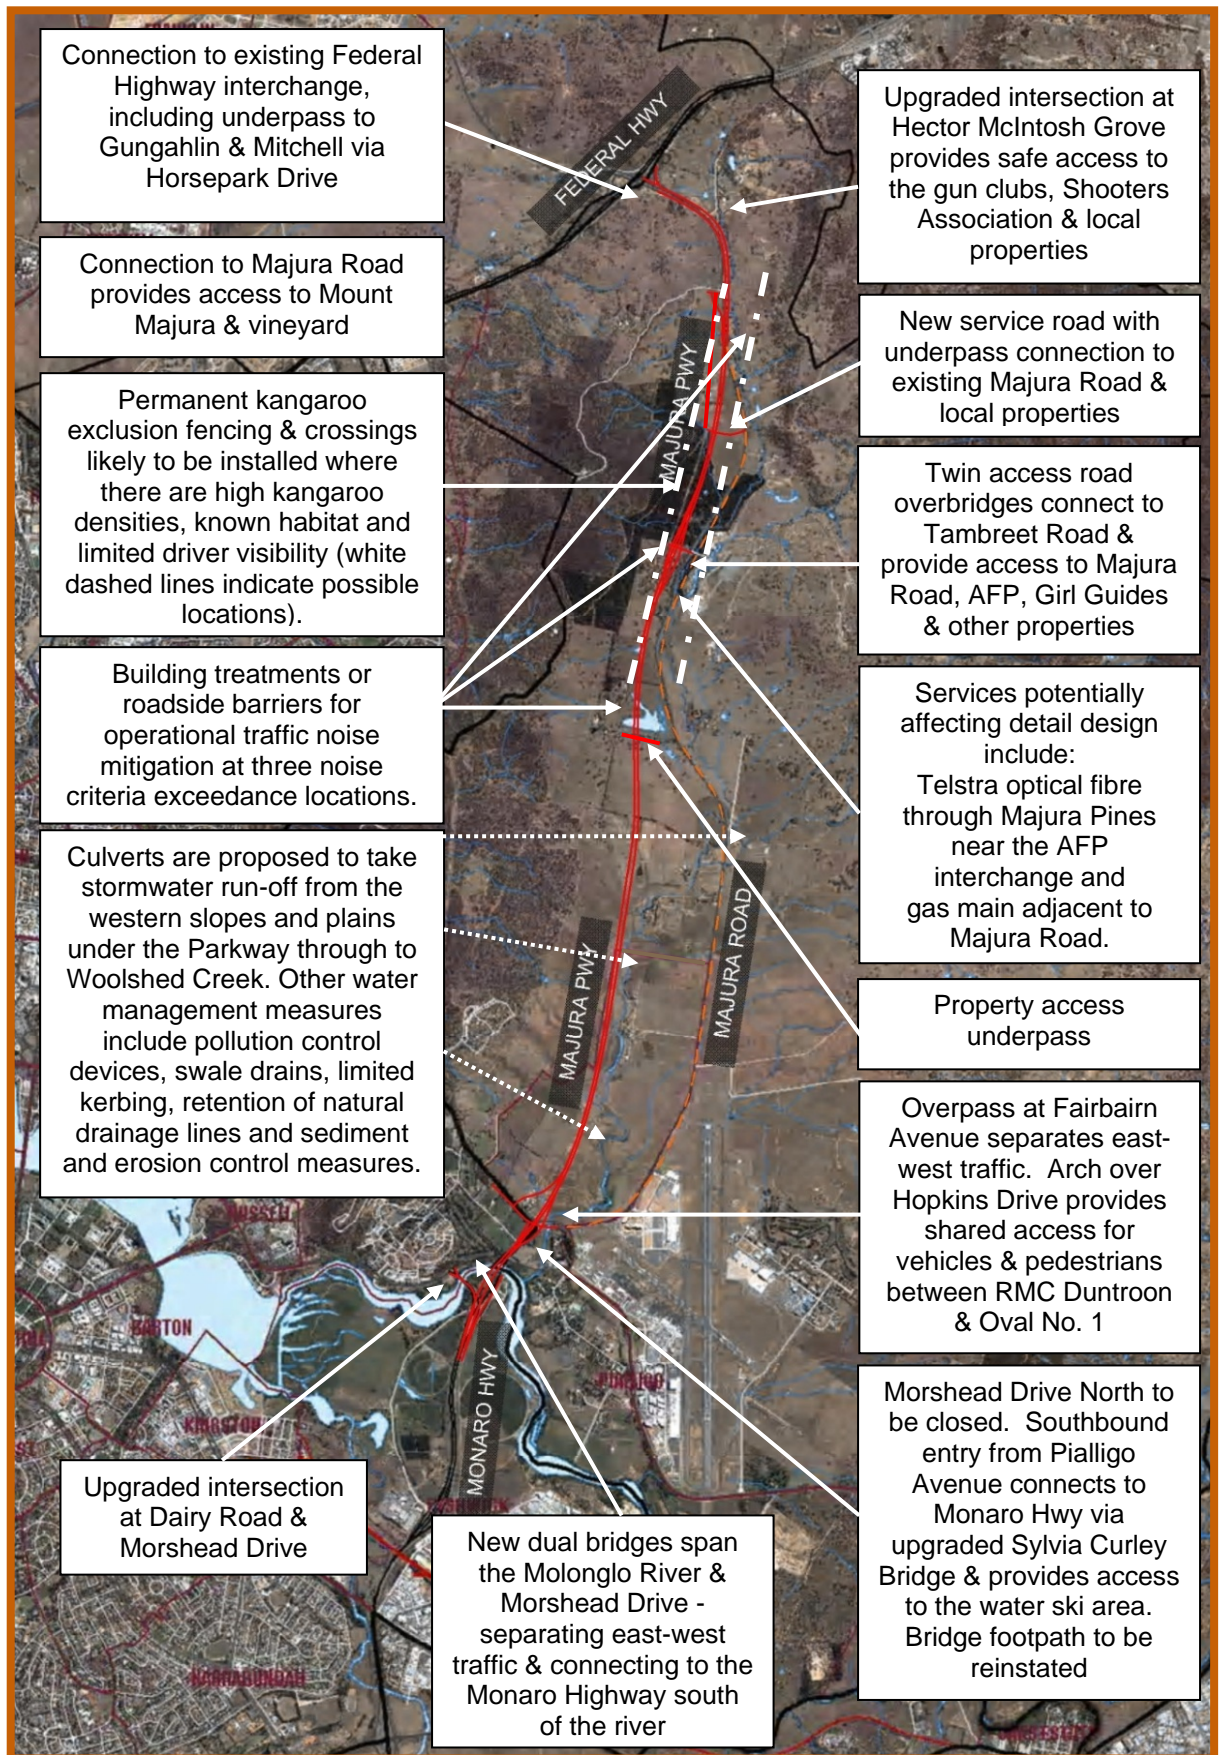 Connection to existing Federal
Highway interchange,
including underpass to
Gungahlin & Mitchell via
Horsepark Drive
Connection to Majura Road
provides access to Mount
Majura & vineyard
Permanent kangaroo
exclusion fencing & crossings
likely to be installed where
there are high kangaroo
densities, known habitat and
limited driver visibility (white
dashed lines indicate possible
locations).
Building treatments or
roadside barriers for
operational traffic noise
mitigation at three noise
criteria exceedance locations.
Culverts are proposed to take
stormwater run-off from the
western slopes and plains
under the Parkway through to
Woolshed Creek. Other water
management measures
include pollution control
devices, swale drains, limited
kerbing, retention of natural
drainage lines and sediment
and erosion control measures.
Upgraded intersection
at Dairy Road &
Morshead Drive
New dual bridges span
the Molonglo River &
Morshead Drive -
separating east-west
traffic & connecting to the
Monaro Highway south
of the river
Upgraded intersection at
Hector McIntosh Grove
provides safe access to
the gun clubs, Shooters
Association & local
properties
New service road with
underpass connection to
existing Majura Road &
local properties
Twin access road
overbridges connect to
Tambreet Road &
provide access to Majura
Road, AFP, Girl Guides
& other properties
Services potentially
affecting detail design
include:
Telstra optical fibre
through Majura Pines
near the AFP
interchange and
gas main adjacent to
Majura Road.
Property access
underpass
Overpass at Fairbairn
Avenue separates east-
west traffic.  Arch over
Hopkins Drive provides
shared access for
vehicles & pedestrians
between RMC Duntroon
& Oval No. 1
Morshead Drive North to
be closed.  Southbound
entry from Pialligo
Avenue connects to
Monaro Hwy via
upgraded Sylvia Curley
Bridge & provides access
to the water ski area.
Bridge footpath to be
reinstated
FEDERAL HWY
MAJURA PWY
MAJURA ROAD
MAJURA PWY
MONARO HWY
RUSSELL
BARTON
KINGSTON
PIALLIGO
NARRABUNDAH